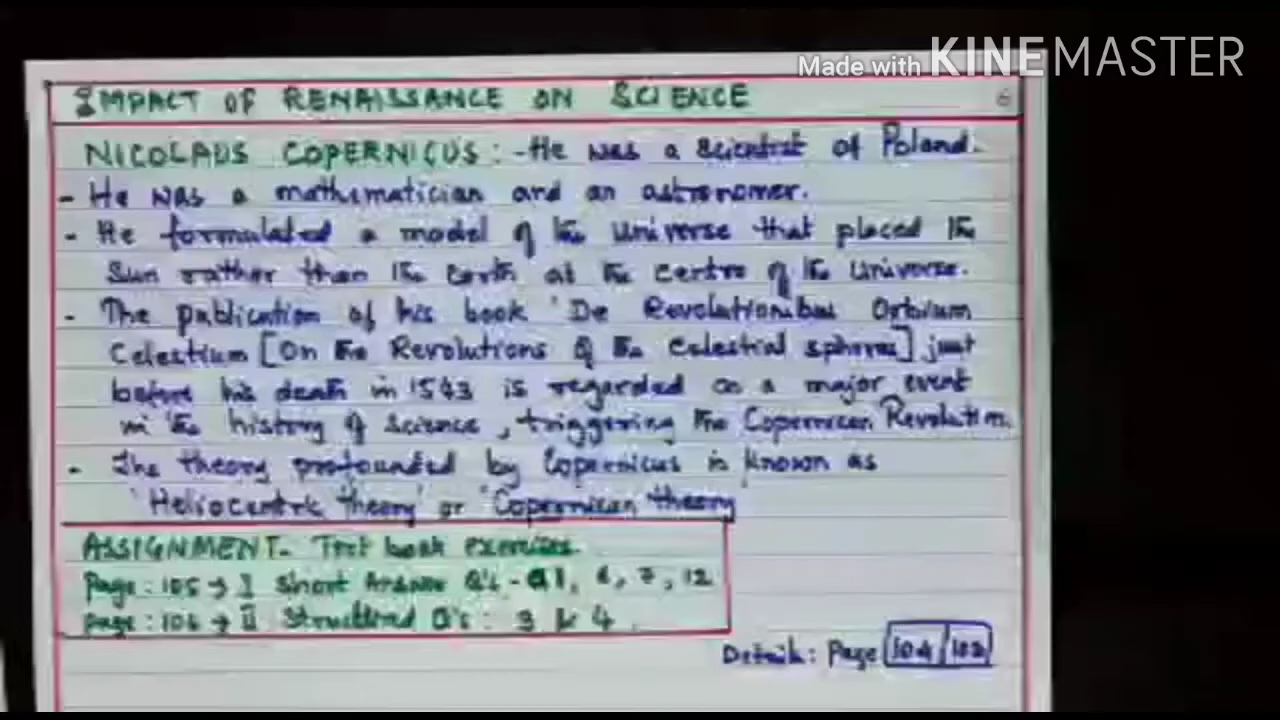 Made with KINEMASTER
IMPACT OF RENAISSANCE ON SCIENCE 6
NICOLAUS COPERNICUS: - He was a scientist of Poland.
- He was a mathematician and an astronomer.
- He formulated a model of the Universe that placed the
Sun rather than the Earth at the centre of the Universe.
- The publication of his book 'De Revolutionibus Orbium
Celestium [On the Revolutions of the Celestial spheres] just
before his death in 1543 is regarded as a major event
in the history of science, triggering the Copernican Revolution.
- The theory profounded by Copernicus is known as
'Heliocentric theory' or 'Copernican theory'
ASSIGNMENT - Text book exercises.
Page: 105 → I Short Answer Q's - Q1, 6, 7, 12
page: 106 → II Structured Q's: 3 & 4.
Details: Page 104 103